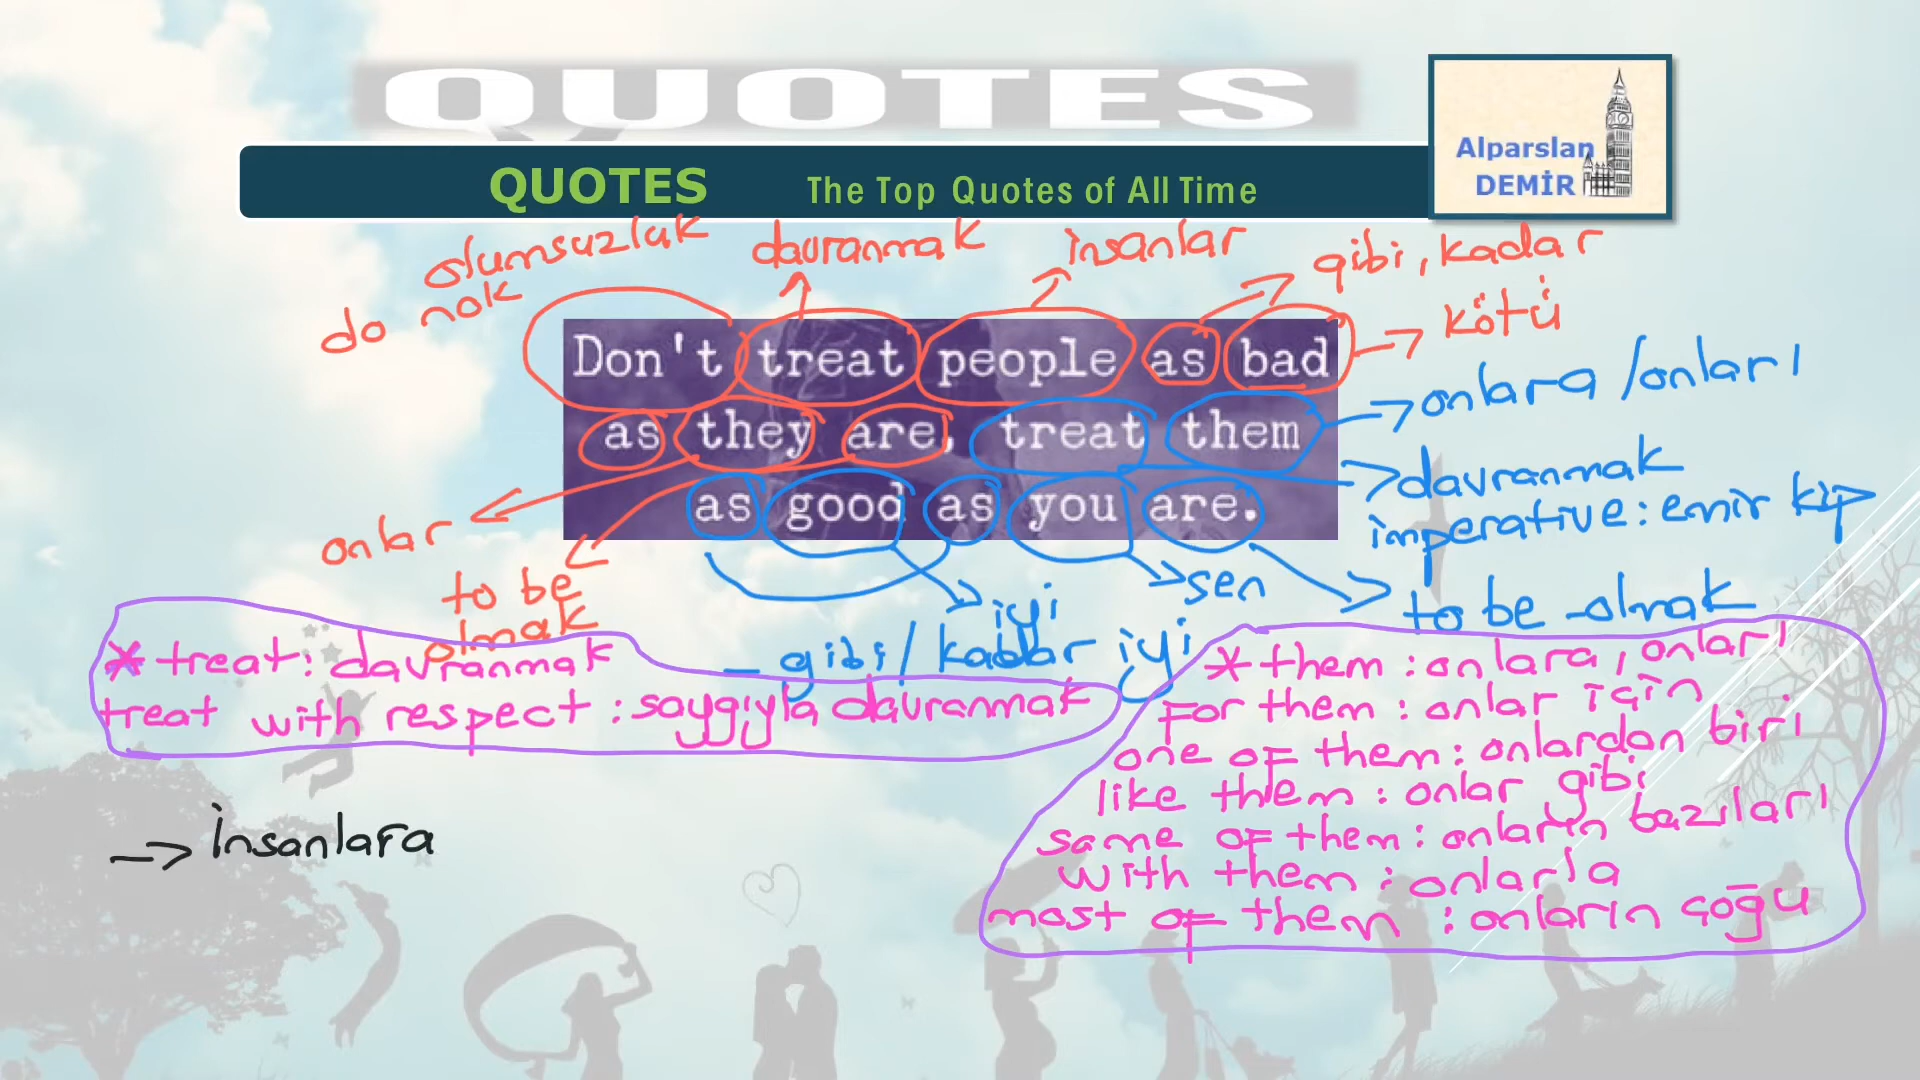 QUOTES
QUOTES The Top Quotes of All Time
Alparslan
DEMİR
olumsuzluk davranmak insanlar gibi, kadar
do nok kötü
Don't treat people as bad
as they are, treat them
as good as you are.
onlara / onları
davranmak
imperative: emir kip
onlar
to be
olmak
iyi
sen
to be olmak
_ gibi / kadar iyi
* treat: davranmak
treat with respect : saygıyla davranmak
* them : onlara, onları
For them : onlar için
one of them : onlardan biri
like them : onlar gibi
same of them : onların bazıları
with them : onlarla
most of them : onların çoğu
→ İnsanlara